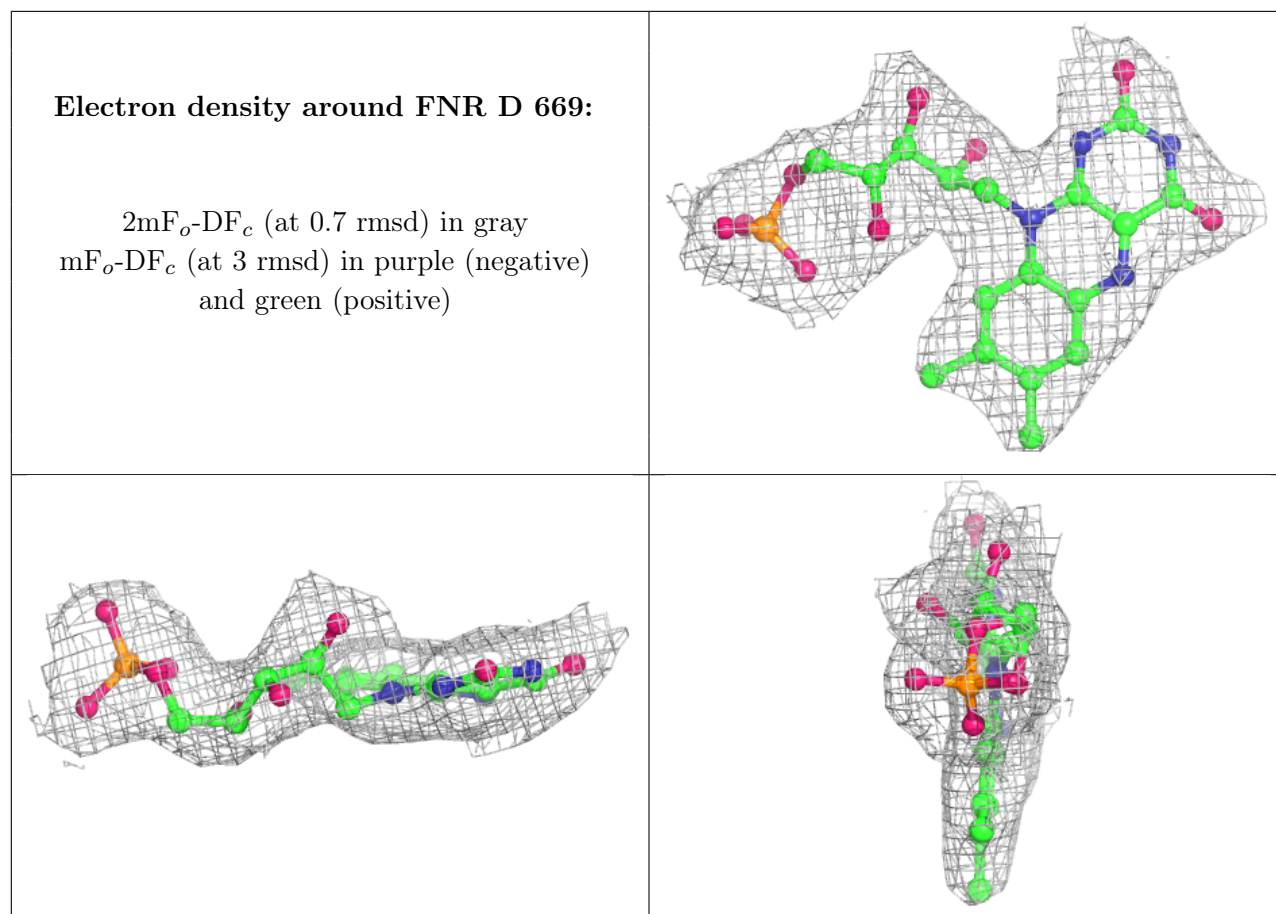 Electron density around FNR D 669:
2mFo-DFc (at 0.7 rmsd) in gray
mFo-DFc (at 3 rmsd) in purple (negative)
and green (positive)